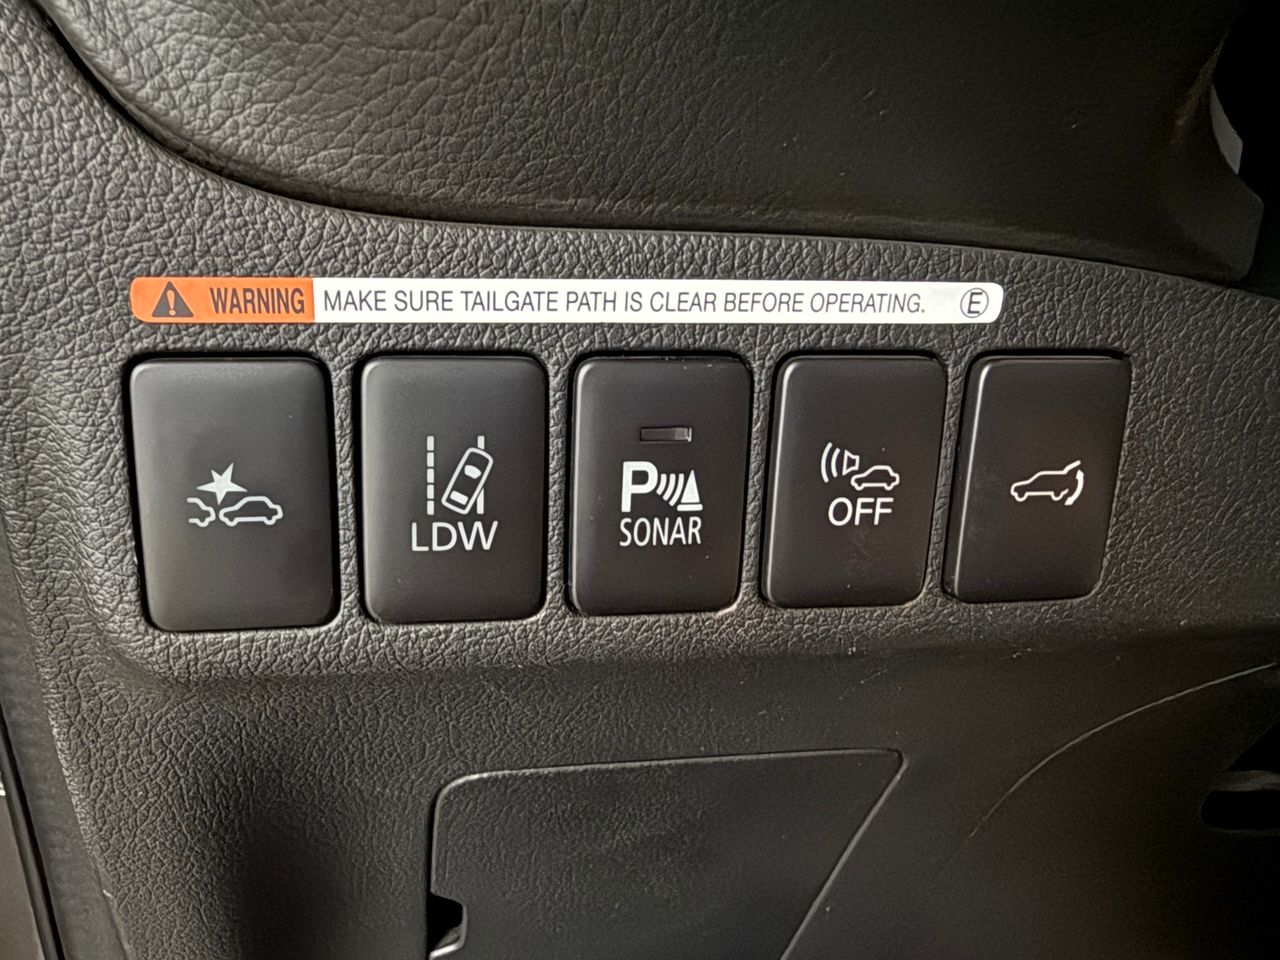 WARNING MAKE SURE TAILGATE PATH IS CLEAR BEFORE OPERATING. Ⓔ
LDW
P
SONAR
OFF